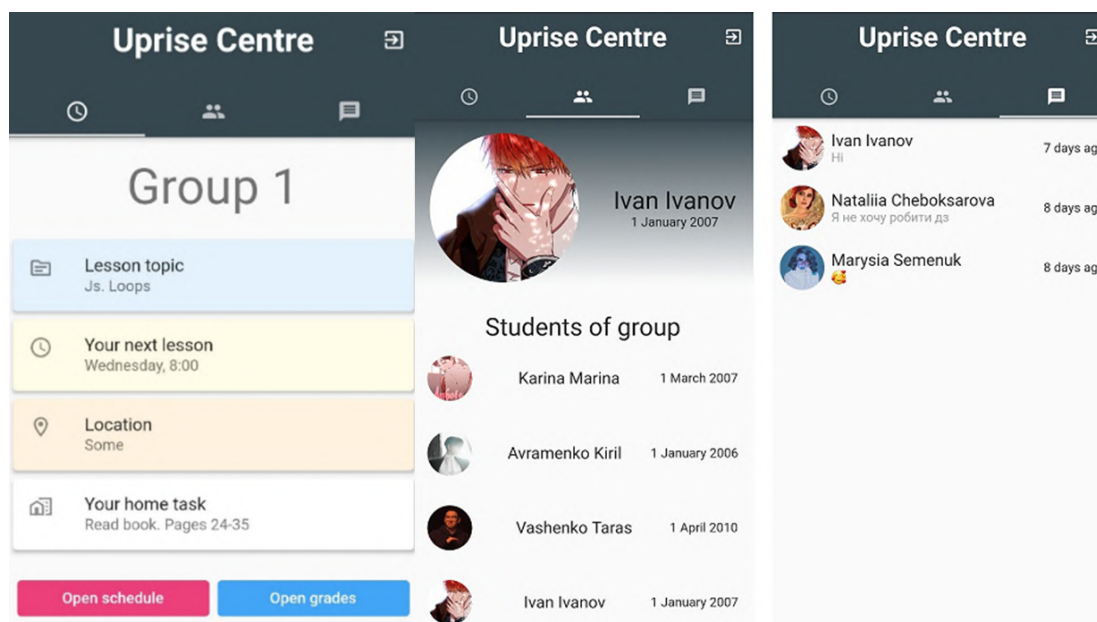 Uprise Centre
Group 1
Lesson topic
Js. Loops
Your next lesson
Wednesday, 8:00
Location
Some
Your home task
Read book. Pages 24-35
Open schedule
Open grades
Uprise Centre
Ivan Ivanov
1 January 2007
Students of group
Karina Marina
1 March 2007
Avramenko Kiril
1 January 2006
Vashenko Taras
1 April 2010
Ivan Ivanov
1 January 2007
Uprise Centre
Ivan Ivanov
7 days ag
Hi
Nataliia Cheboksarova
8 days ag
Я не хочу робити дз
Marysia Semenuk
8 days ag